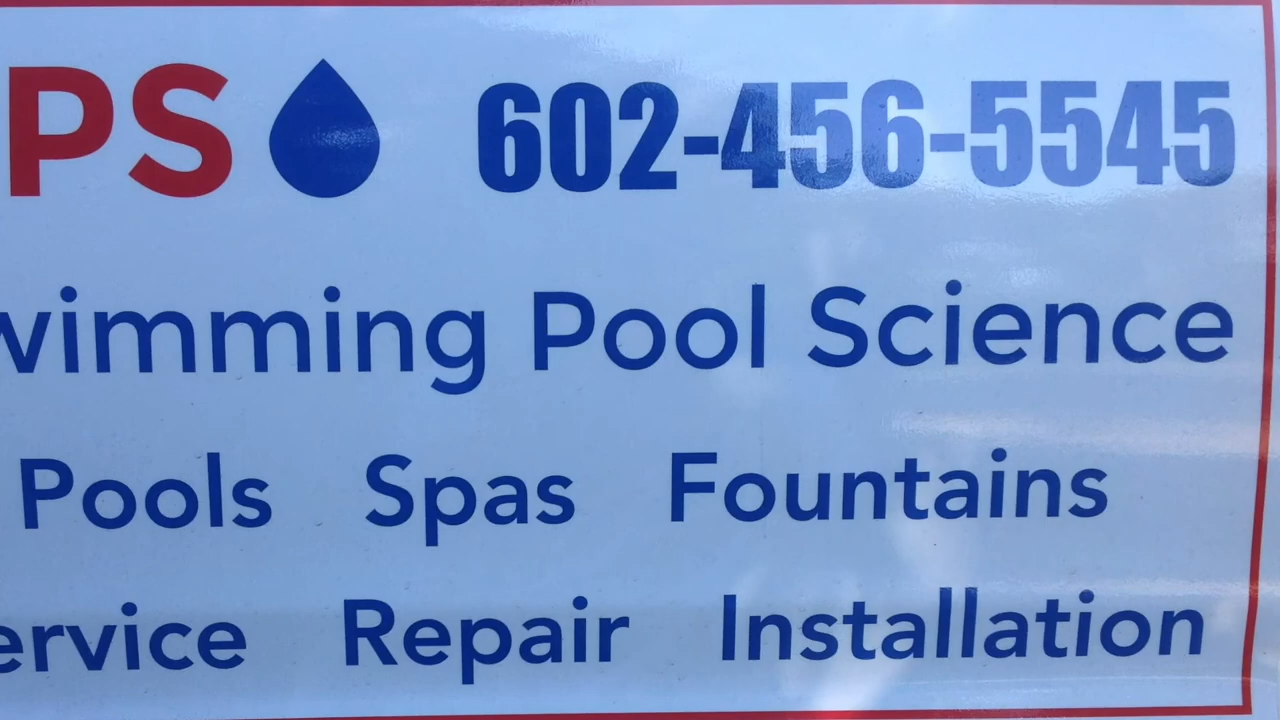 PS 602-456-5545
wimming Pool Science
Pools Spas Fountains
ervice Repair Installation